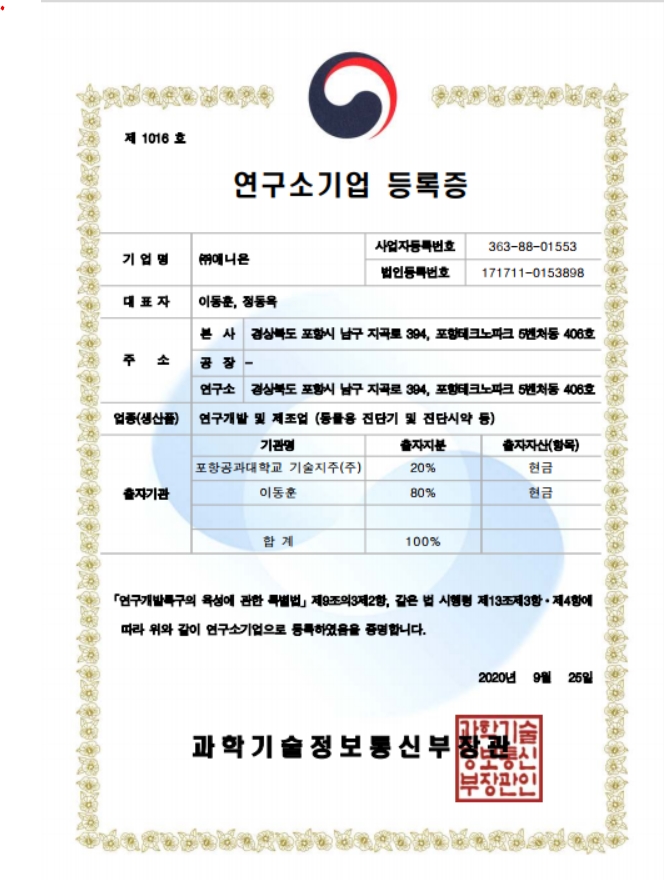 제 1016 호
연구소기업 등록증
기 업 명 ㈜애니온 사업자등록번호 363-88-01553
법인등록번호 171711-0153898
대 표 자 이동훈, 정동옥
주 소 본 사 경상북도 포항시 남구 지곡로 394, 포항테크노파크 5벤처동 406호
공 장 –
연구소 경상북도 포항시 남구 지곡로 394, 포항테크노파크 5벤처동 406호
업종(생산품) 연구개발 및 제조업 (동물용 진단기 및 진단시약 등)
출자기관 기관명 출자지분 출자자산(항목)
포항공과대학교 기술지주(주) 20% 현금
이동훈 80% 현금
합 계 100%
「연구개발특구의 육성에 관한 특별법」 제9조의3제2항, 같은 법 시행령 제13조제3항·제4항에
따라 위와 같이 연구소기업으로 등록하였음을 증명합니다.
2020년 9월 25일
과학기술정보통신부장관
과학기술
정보통신
부장관인